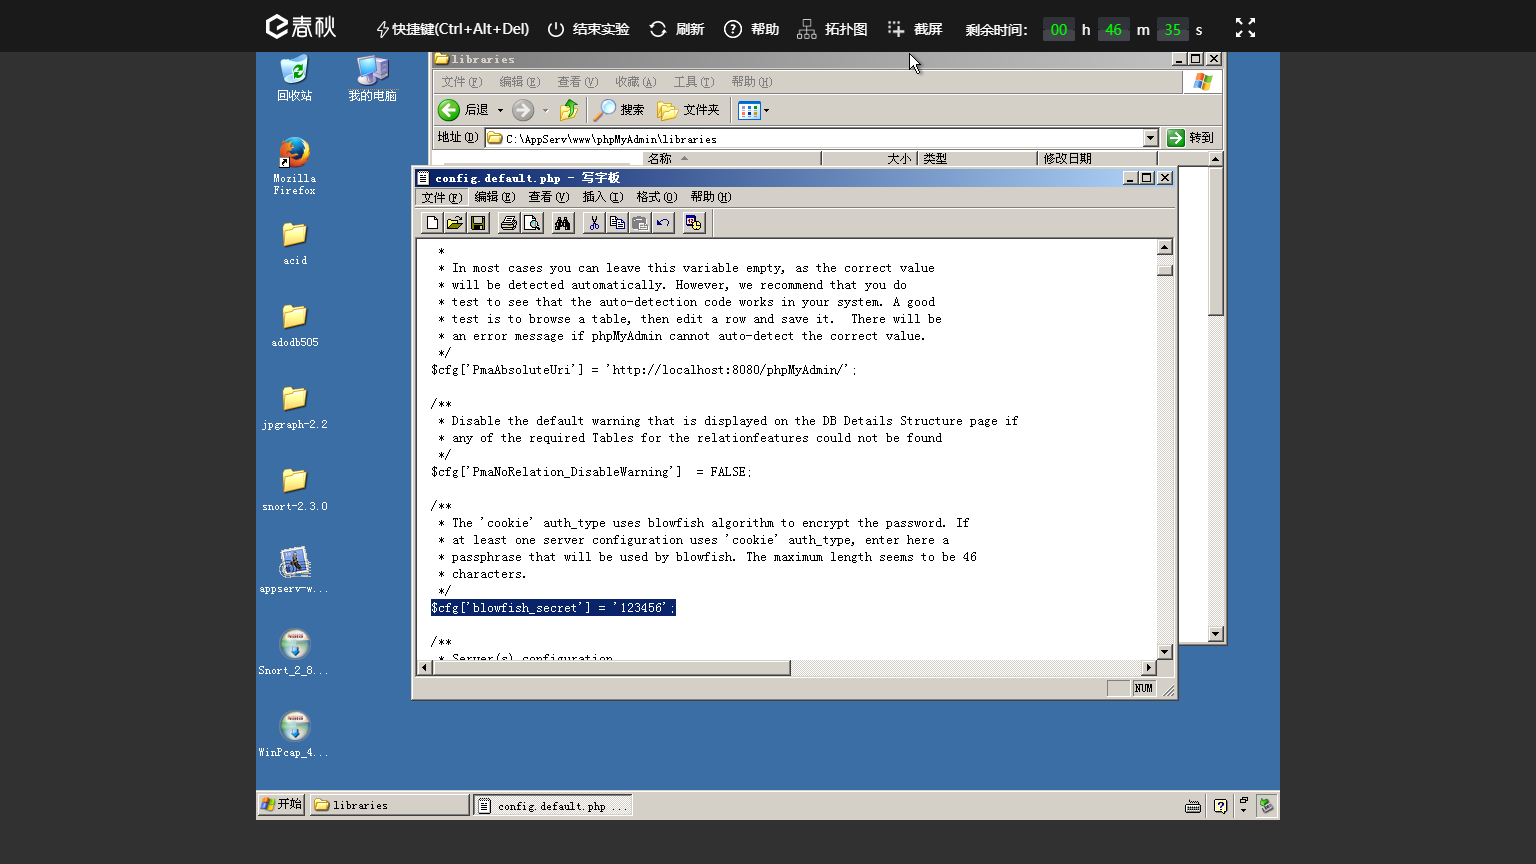 春秋 快捷键(Ctrl+Alt+Del) 结束实验 刷新 帮助 拓扑图 截屏 剩余时间: 00 h 46 m 35 s
libraries
文件(F) 编辑(E) 查看(V) 收藏(A) 工具(T) 帮助(H)
后退 搜索 文件夹
地址(D) C:\AppServ\www\phpMyAdmin\libraries 转到
名称 大小 类型 修改日期
回收站
我的电脑
Mozilla
Firefox
acid
adodb505
jpgraph-2.2
snort-2.3.0
appserv-w...
Snort_2_8...
WinPcap_4...
config.default.php - 写字板
文件(F) 编辑(E) 查看(V) 插入(I) 格式(O) 帮助(H)
*
* In most cases you can leave this variable empty, as the correct value
* will be detected automatically. However, we recommend that you do
* test to see that the auto-detection code works in your system. A good
* test is to browse a table, then edit a row and save it.  There will be
* an error message if phpMyAdmin cannot auto-detect the correct value.
*/
$cfg['PmaAbsoluteUri'] = 'http://localhost:8080/phpMyAdmin/';
/**
* Disable the default warning that is displayed on the DB Details Structure page if
* any of the required Tables for the relationfeatures could not be found
*/
$cfg['PmaNoRelation_DisableWarning']  = FALSE;
/**
* The 'cookie' auth_type uses blowfish algorithm to encrypt the password. If
* at least one server configuration uses 'cookie' auth_type, enter here a
* passphrase that will be used by blowfish. The maximum length seems to be 46
* characters.
*/
$cfg['blowfish_secret'] = '123456';
/**
* Server(s) configuration
NUM
开始 libraries config.default.php ...